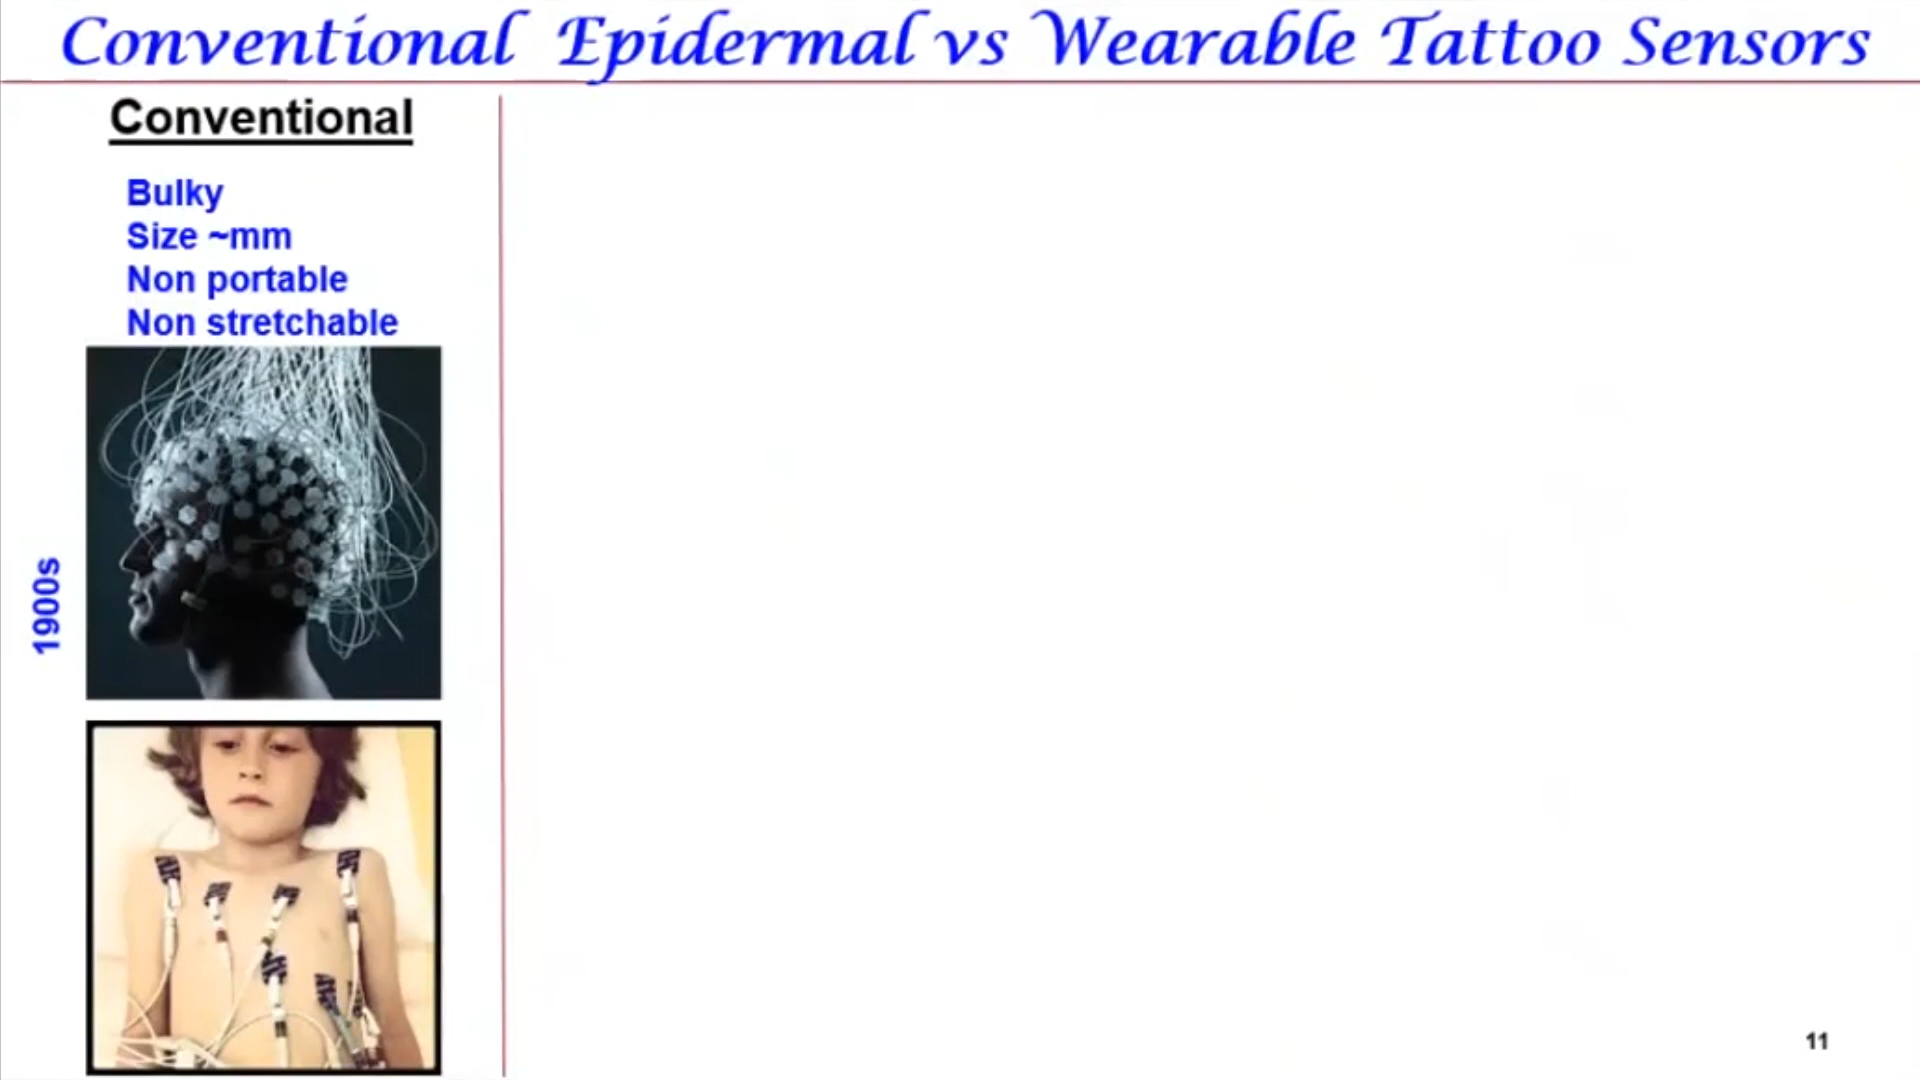 Conventional Epidermal vs Wearable Tattoo Sensors
Conventional
Bulky
Size ~mm
Non portable
Non stretchable
1900s
11